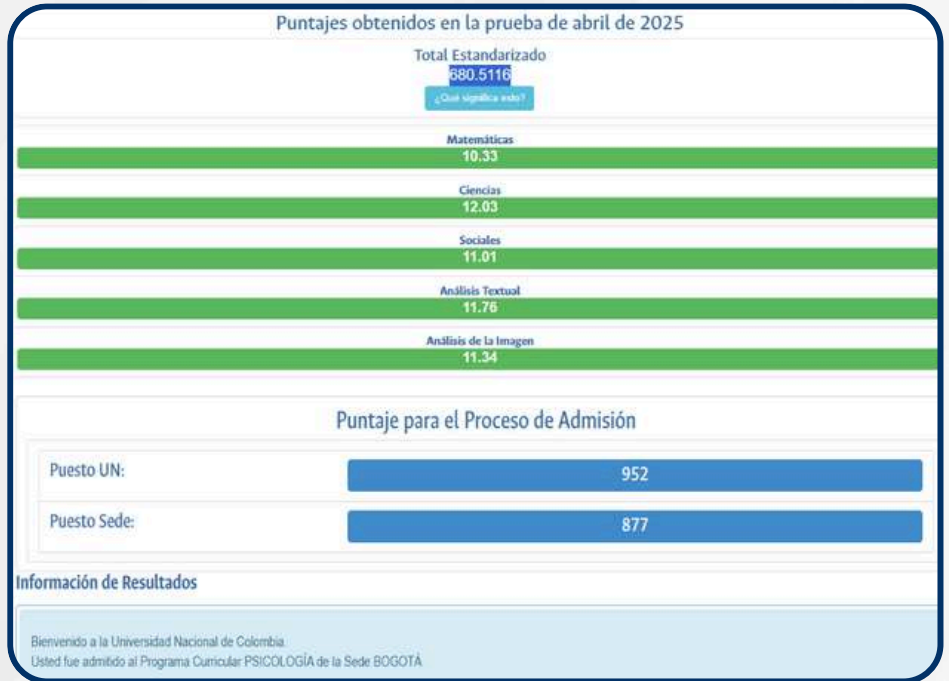 Puntajes obtenidos en la prueba de abril de 2025
Total Estandarizado
680.5116
¿Qué significa esto?
Matemáticas
10.33
Ciencias
12.03
Sociales
11.01
Análisis Textual
11.76
Análisis de la Imagen
11.34
Puntaje para el Proceso de Admisión
Puesto UN: 952
Puesto Sede: 877
Información de Resultados
Bienvenido a la Universidad Nacional de Colombia.
Usted fue admitido al Programa Curricular PSICOLOGÍA de la Sede BOGOTÁ